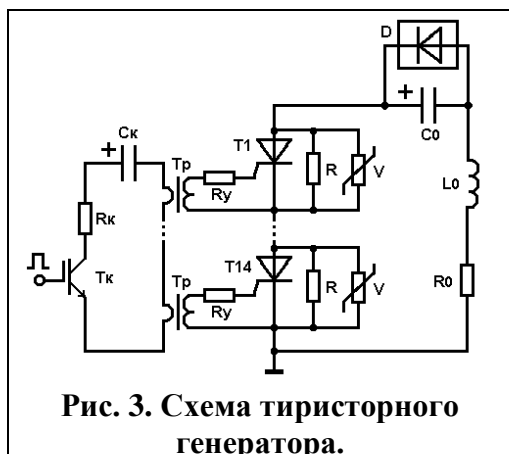 D
+
C0
Cк
+
T1
Tр
R
V
L0
Rу
Rк
Tк
T14
Tр
R
V
R0
Rу
Рис. 3. Схема тиристорного
генератора.